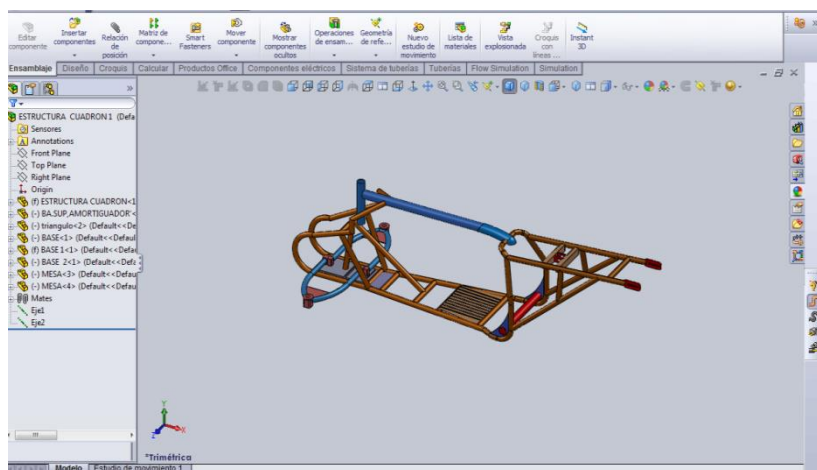 Editar componente
Insertar componentes
Relación de posición
Matriz de compone...
Smart Fasteners
Mover componente
Mostrar componentes ocultos
Operaciones de ensam...
Geometría de refe...
Nuevo estudio de movimiento
Lista de materiales
Vista explosionada
Croquis con líneas ...
Instant 3D
Ensamblaje Diseño Croquis Calcular Productos Office Componentes eléctricos Sistema de tuberías Tuberías Flow Simulation Simulation
ESTRUCTURA CUADRON1 (Defa
Sensores
Annotations
Front Plane
Top Plane
Right Plane
Origin
(f) ESTRUCTURA CUADRON<1
(-) BA.SUP,AMORTIGUADOR'<
(-) triangulo<2> (Default<<De
(-) BASE<1> (Default<<Defaul
(f) BASE 1<1> (Default<<Defa
(-) BASE 2<1> (Default<<Defa
(-) MESA<3> (Default<<Defau
(-) MESA<4> (Default<<Defau
Mates
Eje1
Eje2
Y
X
Z
*Trimétrica
Modelo Estudio de movimiento 1